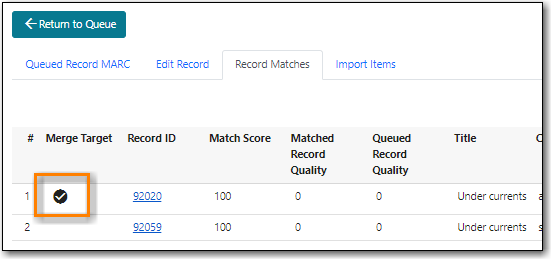 Return to Queue
Queued Record MARC Edit Record Record Matches Import Items
# Merge Target Record ID Match Score Matched Record Quality Queued Record Quality Title
1 92020 100 0 0 Under currents
2 92059 100 0 0 Under currents